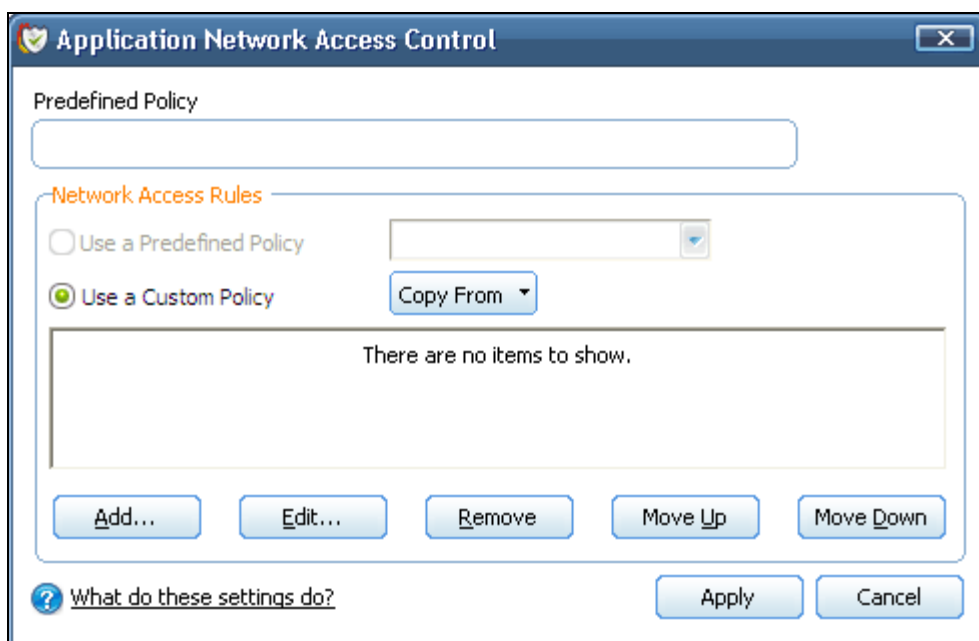 Application Network Access Control
Predefined Policy
Network Access Rules
Use a Predefined Policy
Use a Custom Policy
Copy From
There are no items to show.
Add...
Edit...
Remove
Move Up
Move Down
What do these settings do?
Apply
Cancel